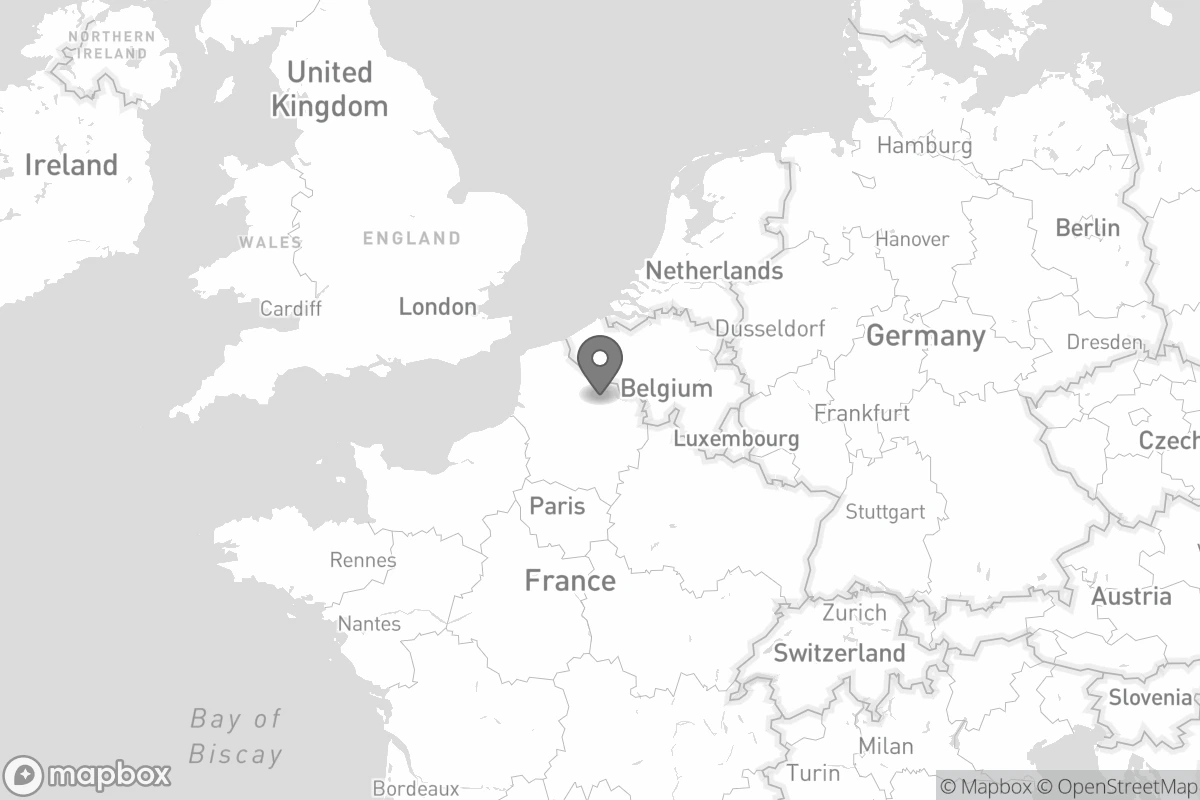 NORTHERN
IRELAND
United
Kingdom
Ireland
Hamburg
Berlin
WALES
ENGLAND
Hanover
Netherlands
Cardiff
London
Dusseldorf
Germany
Dresden
Belgium
Frankfurt
Luxembourg
Czech
Paris
Stuttgart
Rennes
France
Austria
Zurich
Nantes
Switzerland
Slovenia
Bay of
Biscay
Milan
Turin
mapbox
Bordeaux
© Mapbox © OpenStreetMap